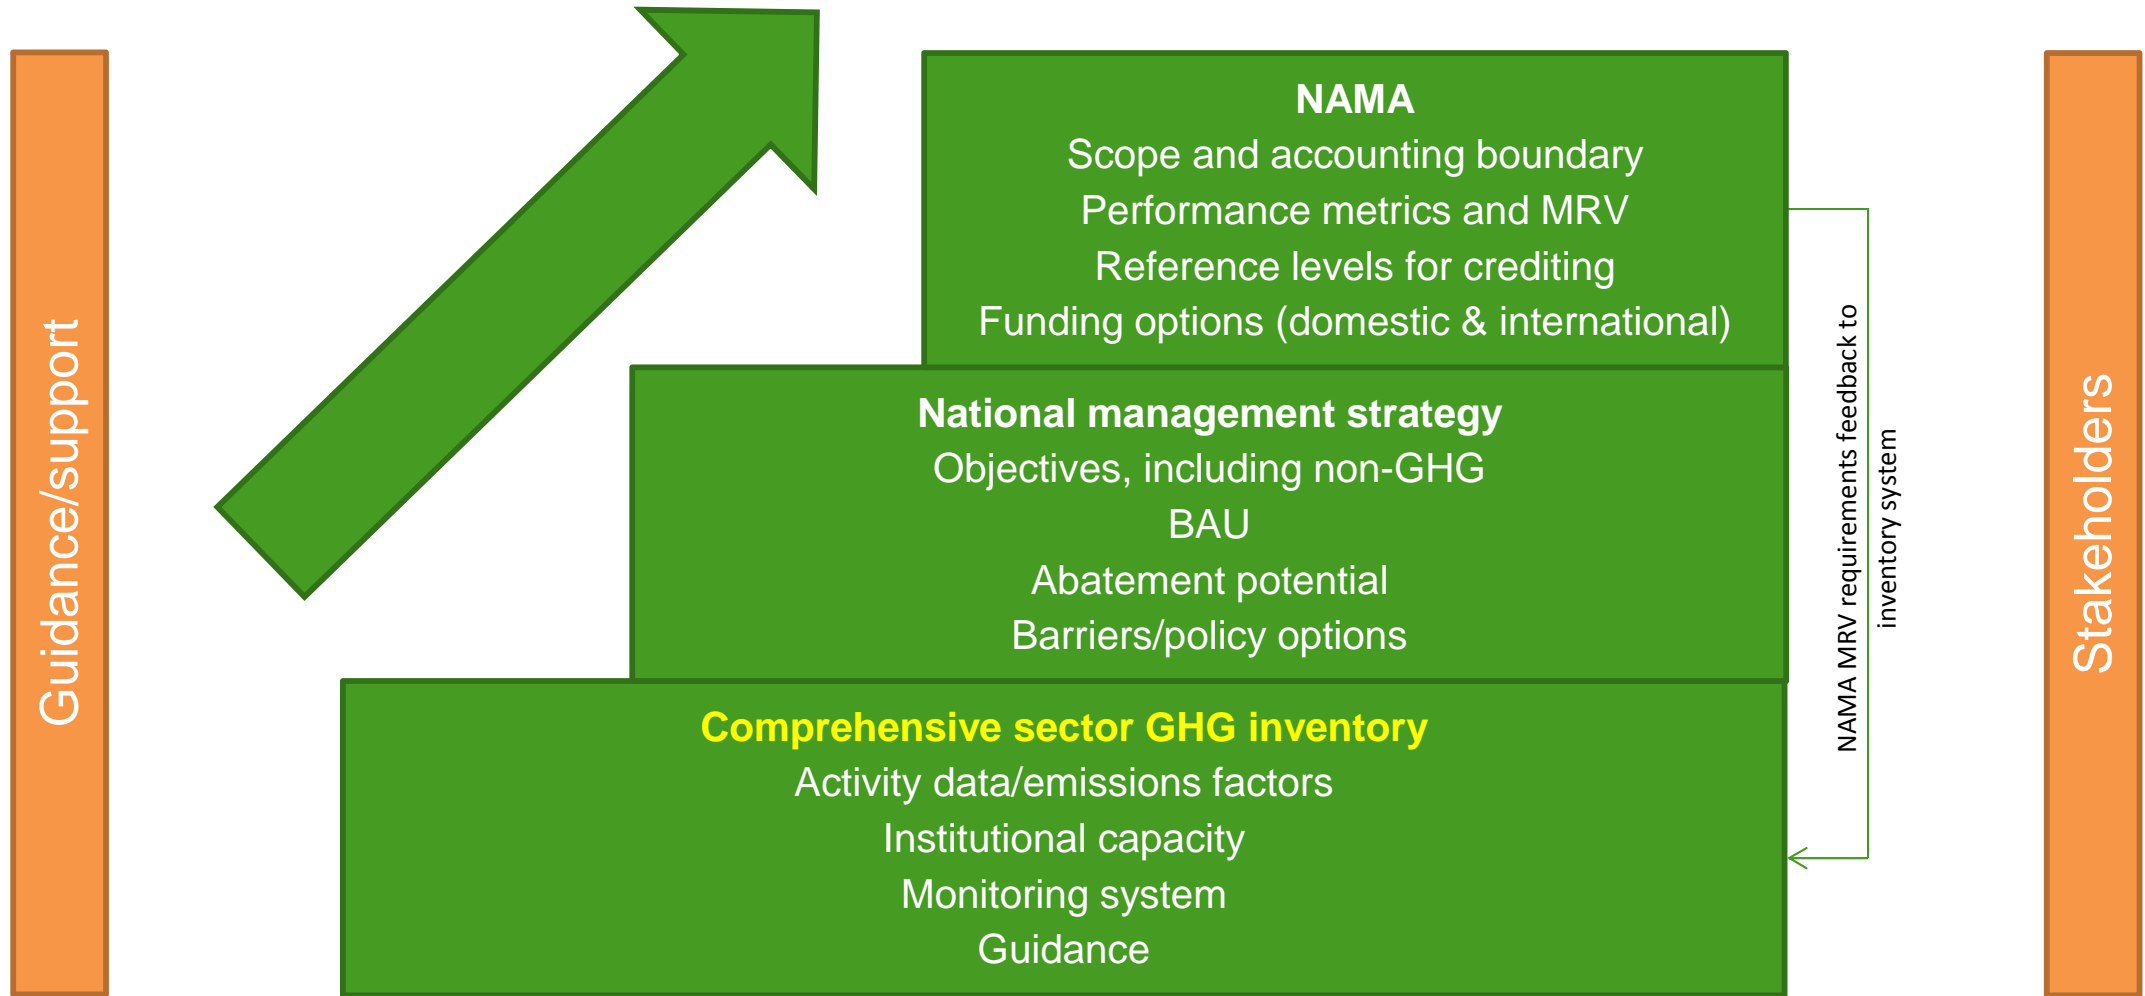 Guidance/support
NAMA
Scope and accounting boundary
Performance metrics and MRV
Reference levels for crediting
Funding options (domestic & international)
National management strategy
Objectives, including non-GHG
BAU
Abatement potential
Barriers/policy options
Comprehensive sector GHG inventory
Activity data/emissions factors
Institutional capacity
Monitoring system
Guidance
NAMA MRV requirements feedback to
inventory system
Stakeholders